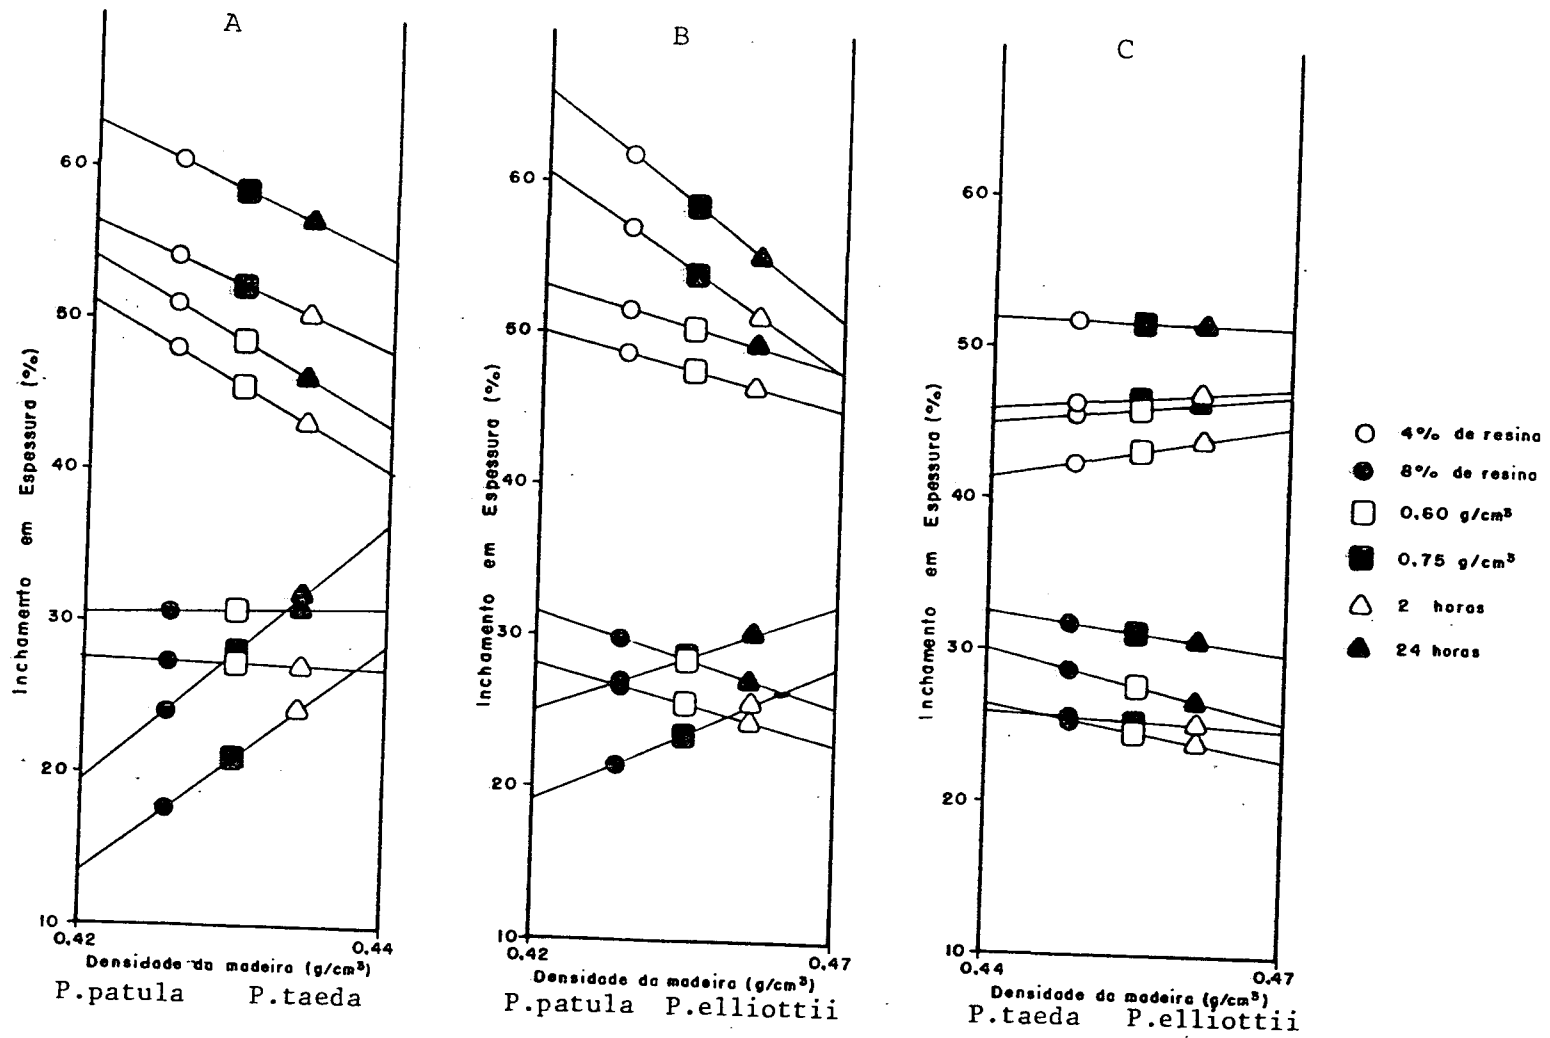 A
60
50
40
30
20
10
Inchamento em Espessura (%)
0.42 0.44
Densidade da madeira (g/cm³)
P.patula P.taeda
B
60
50
40
30
20
10
Inchamento em Espessura (%)
0.42 0.47
Densidade da madeira (g/cm³)
P.patula P.elliottii
C
60
50
40
30
20
10
Inchamento em Espessura (%)
0.44 0.47
Densidade da madeira (g/cm³)
P.taeda P.elliottii
4% de resina
8% de resina
0.60 g/cm³
0.75 g/cm³
2 horas
24 horas